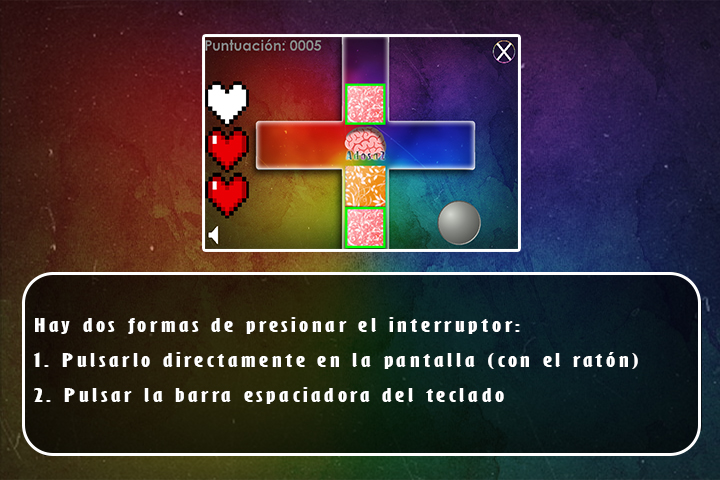 Puntuación: 0005
X
Hay dos formas de presionar el interruptor:
1. Pulsarlo directamente en la pantalla (con el ratón)
2. Pulsar la barra espaciadora del teclado